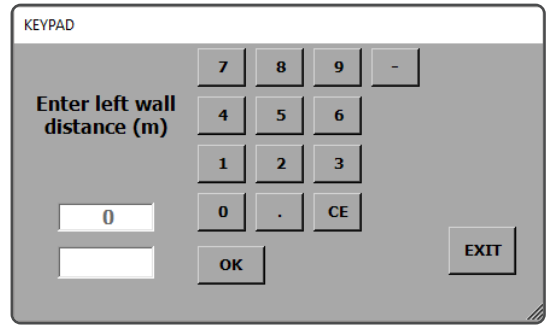 KEYPAD
7 8 9 -
Enter left wall
distance (m)
4 5 6
1 2 3
0
0 . CE
OK
EXIT